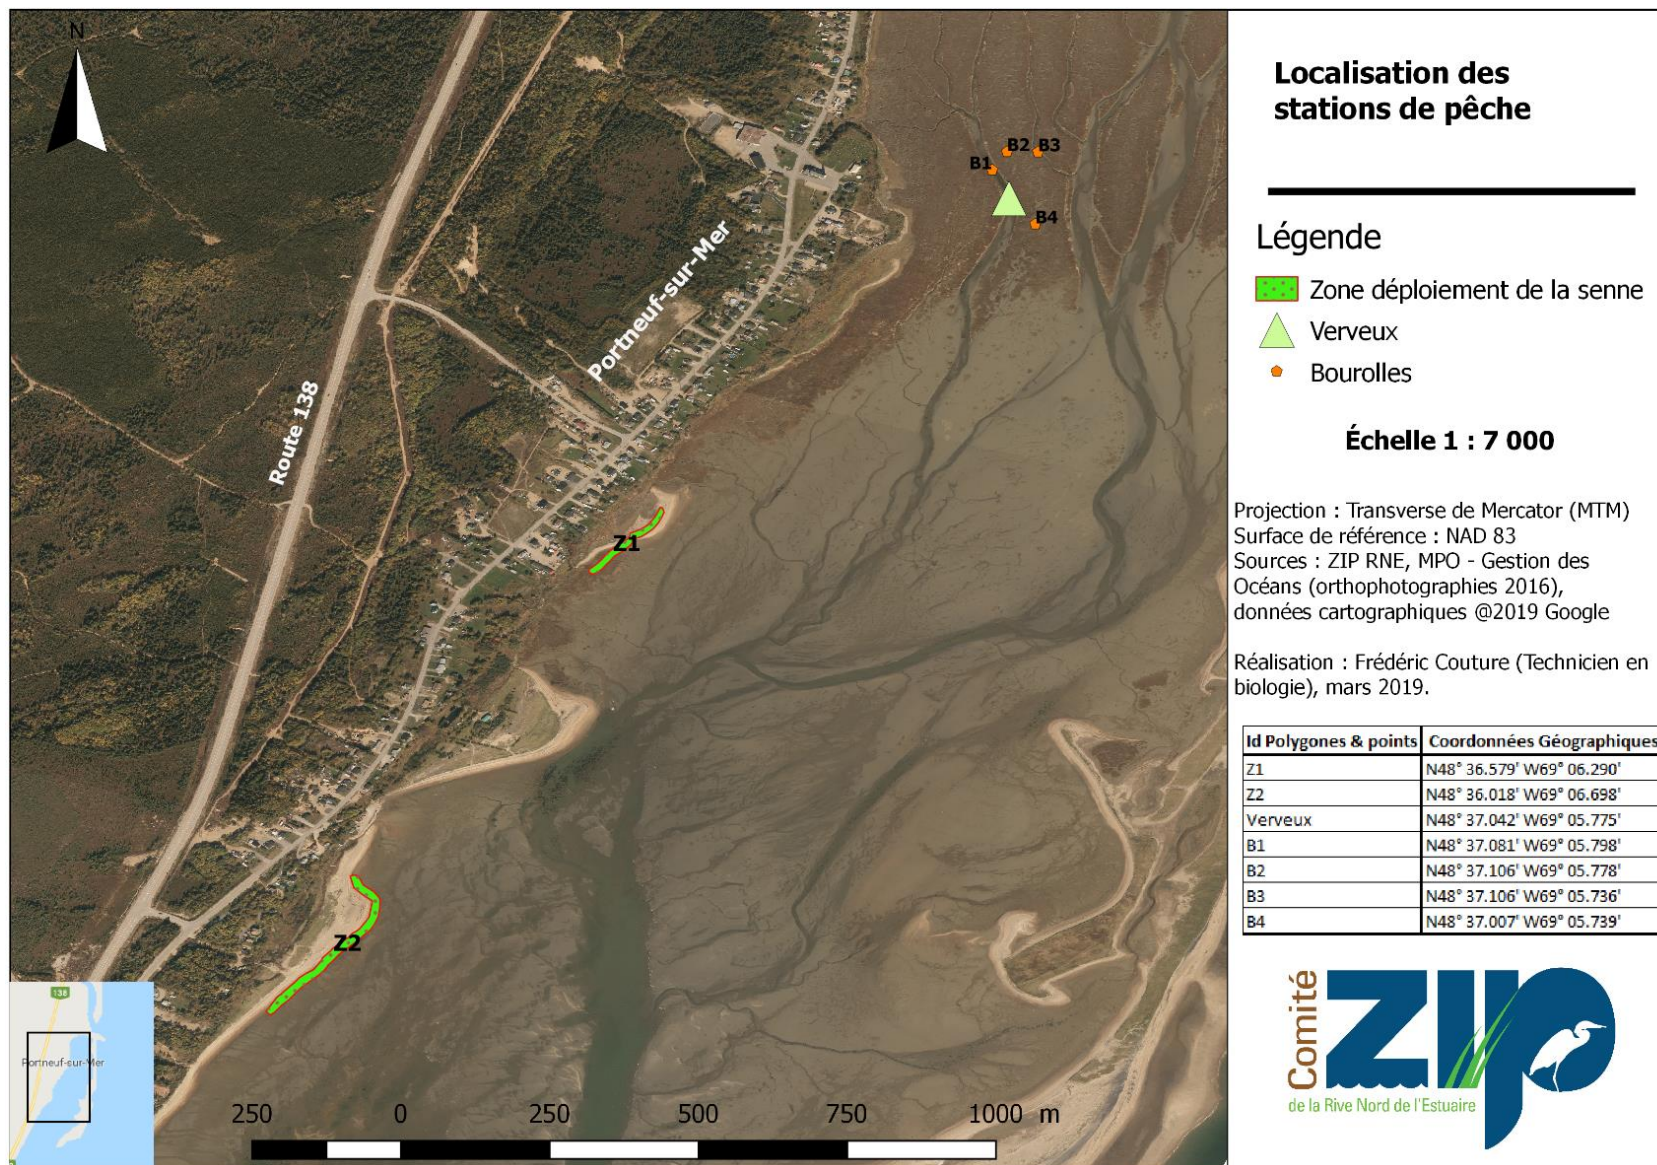 N
Localisation des
stations de pêche
Légende
Zone déploiement de la senne
Verveux
Bourolles
Échelle 1 : 7 000
Projection : Transverse de Mercator (MTM)
Surface de référence : NAD 83
Sources : ZIP RNE, MPO - Gestion des
Océans (orthophotographies 2016),
données cartographiques @2019 Google
Réalisation : Frédéric Couture (Technicien en
biologie), mars 2019.
Id Polygones & points Coordonnées Géographiques
Z1 N48° 36.579' W69° 06.290'
Z2 N48° 36.018' W69° 06.698'
Verveux N48° 37.042' W69° 05.775'
B1 N48° 37.081' W69° 05.798'
B2 N48° 37.106' W69° 05.778'
B3 N48° 37.106' W69° 05.736'
B4 N48° 37.007' W69° 05.739'
Comité
ZIP
de la Rive Nord de l'Estuaire
B1
B2
B3
B4
Portneuf-sur-Mer
Route 138
Z1
Z2
138
Portneuf-sur-Mer
250 0 250 500 750 1000 m